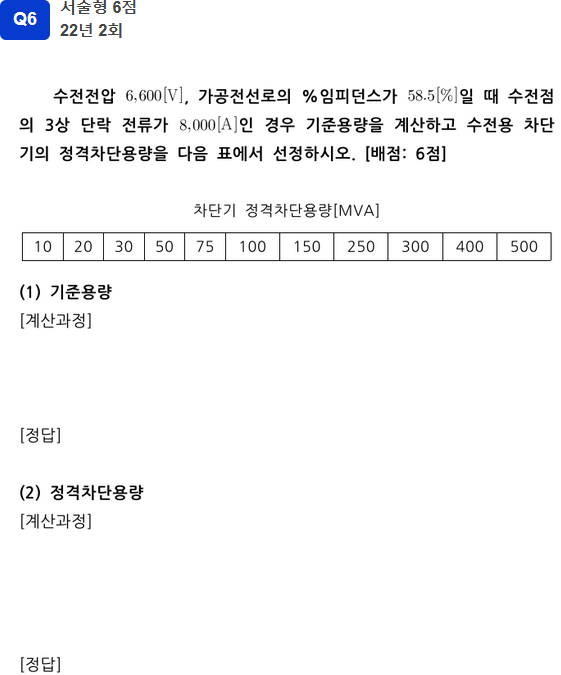 Q6
서술형 6점
22년 2회
수전전압 6,600[V], 가공전선로의 %임피던스가 58.5[%]일 때 수전점
의 3상 단락 전류가 8,000[A]인 경우 기준용량을 계산하고 수전용 차단
기의 정격차단용량을 다음 표에서 선정하시오. [배점: 6점]
차단기 정격차단용량[MVA]
10 20 30 50 75 100 150 250 300 400 500
(1) 기준용량
[계산과정]
[정답]
(2) 정격차단용량
[계산과정]
[정답]